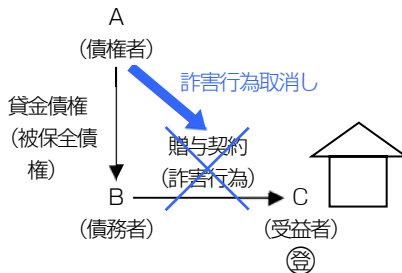 A
(債権者)
詐害行為取消し
貸金債権
(被保全債
権)
贈与契約
(詐害行為)
B
C
(債務者)
(受益者)
登